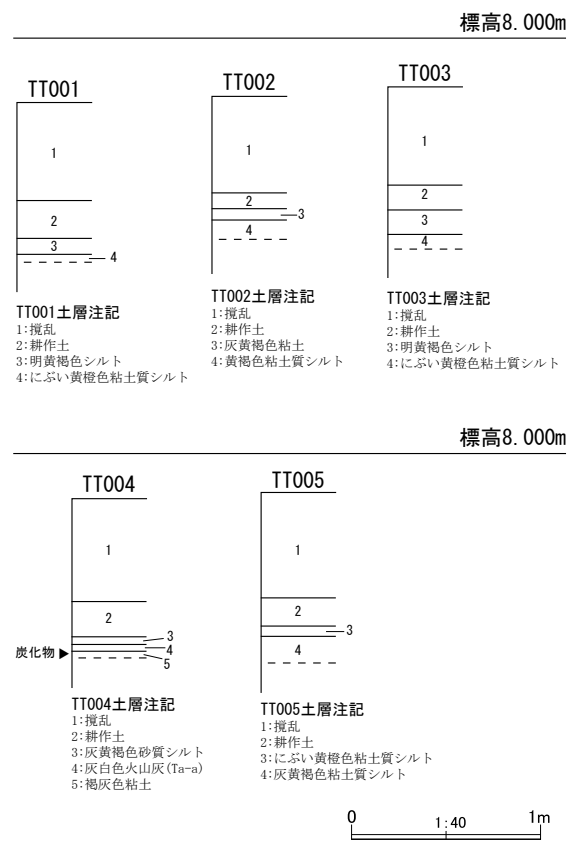 標高8.000m
TT001
1
2
3
4
TT001土層注記
1:撹乱
2:耕作土
3:明黄褐色シルト
4:にぶい黄橙色粘土質シルト
TT002
1
2
3
4
TT002土層注記
1:撹乱
2:耕作土
3:灰黄褐色粘土
4:黄褐色粘土質シルト
TT003
1
2
3
4
TT003土層注記
1:撹乱
2:耕作土
3:明黄褐色シルト
4:にぶい黄橙色粘土質シルト
標高8.000m
TT004
1
2
3
4
5
炭化物
TT004土層注記
1:撹乱
2:耕作土
3:灰黄褐色砂質シルト
4:灰白色火山灰(Ta-a)
5:褐灰色粘土
TT005
1
2
3
4
TT005土層注記
1:撹乱
2:耕作土
3:にぶい黄橙色粘土質シルト
4:灰黄褐色粘土質シルト
0 1:40 1m